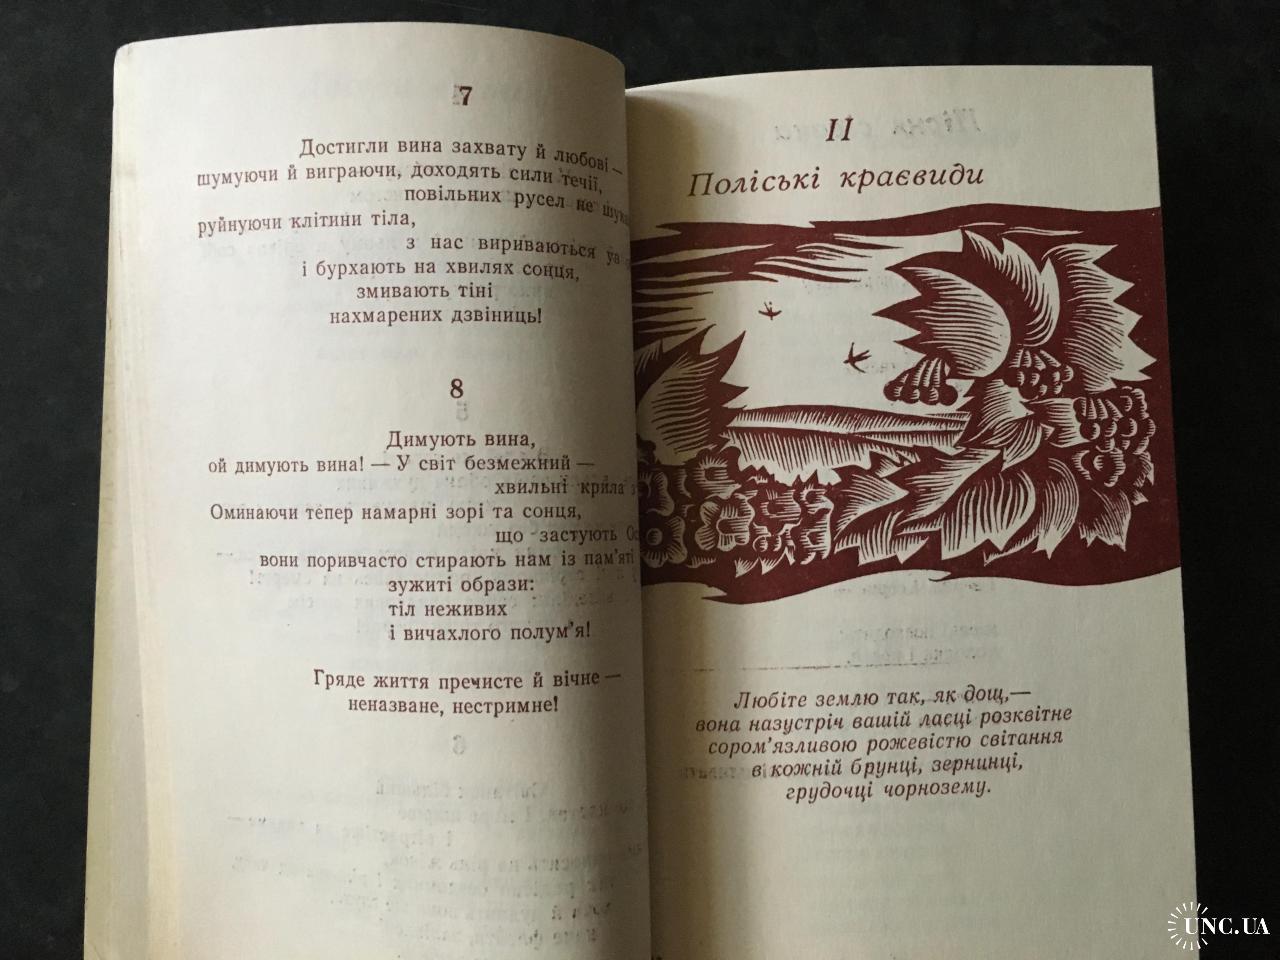 7
Достигли вина захвату й любові —
шумуючи й виграючи, доходять сили течії,
повільних русел не
руйнуючи клітини тіла,
з нас вириваються
і бурхають на хвилях сонця,
змивають тіні
нахмарених дзвіниць!
8
Димують вина,
ой димують вина! — У світ безмежний —
хвильні крила
Оминаючи тепер намарні зорі та сонця,
що застують
вони поривчасто стирають нам із пам'яті
зужиті образи:
тіл неживих
і вичахлого полум'я!
Гряде життя пречисте й вічне —
неназване, нестримне!
II
Поліські краєвиди
Любіте землю так, як дощ,—
вона назустріч вашій ласці розквітне
сором'язливою рожевістю світання
в кожній брунці, зернинці,
грудочці чорнозему.
UNC.UA